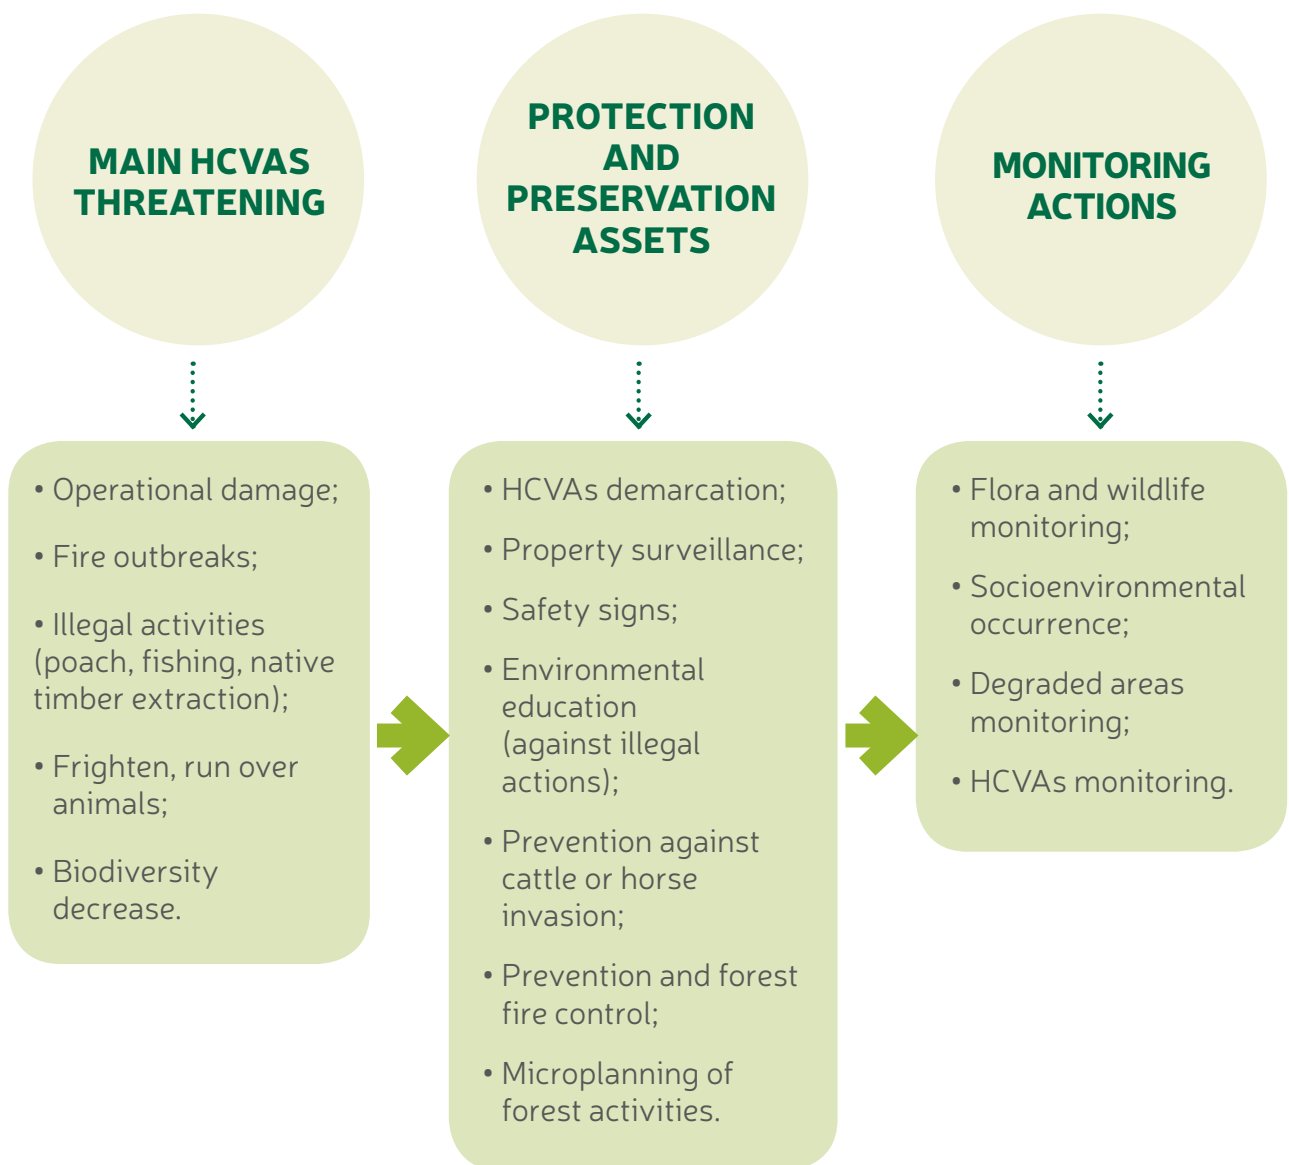 MAIN HCVAS
THREATENING
• Operational damage;
• Fire outbreaks;
• Illegal activities
(poach, fishing, native
timber extraction);
• Frighten, run over
animals;
• Biodiversity
decrease.
PROTECTION
AND
PRESERVATION
ASSETS
• HCVAs demarcation;
• Property surveillance;
• Safety signs;
• Environmental
education
(against illegal
actions);
• Prevention against
cattle or horse
invasion;
• Prevention and forest
fire control;
• Microplanning of
forest activities.
MONITORING
ACTIONS
• Flora and wildlife
monitoring;
• Socioenvironmental
occurrence;
• Degraded areas
monitoring;
• HCVAs monitoring.